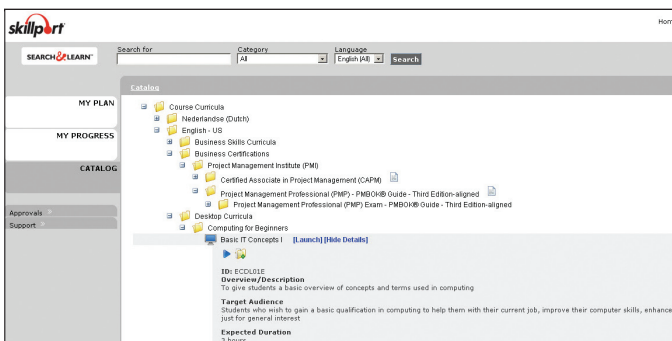 skillport
Hom
SEARCH & LEARN™
Search for
Category
Language
All
English (All)
Search
Catalog
MY PLAN
MY PROGRESS
CATALOG
Approvals
Support
Course Curricula
Nederlandse (Dutch)
English - US
Business Skills Curricula
Business Certifications
Project Management Institute (PMI)
Certified Associate in Project Management (CAPM)
Project Management Professional (PMP) - PMBOK® Guide - Third Edition-aligned
Project Management Professional (PMP) Exam - PMBOK® Guide - Third Edition-aligned
Desktop Curricula
Computing for Beginners
Basic IT Concepts I [Launch] [Hide Details]
ID: ECDL01E
Overview/Description
To give students a basic overview of concepts and terms used in computing
Target Audience
Students who wish to gain a basic qualification in computing to help them with their current job, improve their computer skills, enhance
just for general interest
Expected Duration
2 hours